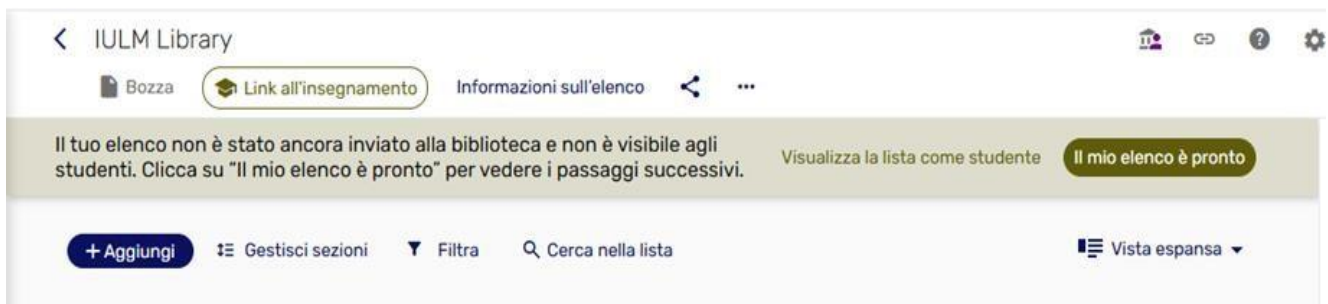 IULM Library
Bozza Link all'insegnamento Informazioni sull'elenco
Il tuo elenco non è stato ancora inviato alla biblioteca e non è visibile agli
studenti. Clicca su “Il mio elenco è pronto” per vedere i passaggi successivi.
Visualizza la lista come studente Il mio elenco è pronto
+ Aggiungi Gestisci sezioni Filtra Cerca nella lista Vista espansa